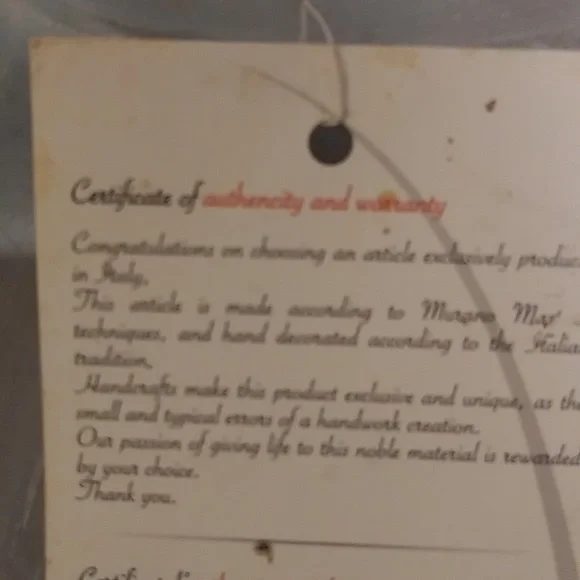 Certificate of authencity and warranty
Congratulations on choosing an article exclusively produc
in Italy.
This article is made according to Murano Mas'
techniques, and hand decorated according to the Italia
tradition.
Handcrafts make this product exclusive and unique, as the
small and typical errors of a handwork creation.
Our passion of giving life to this noble material is rewarded
by your choice.
Thank you.